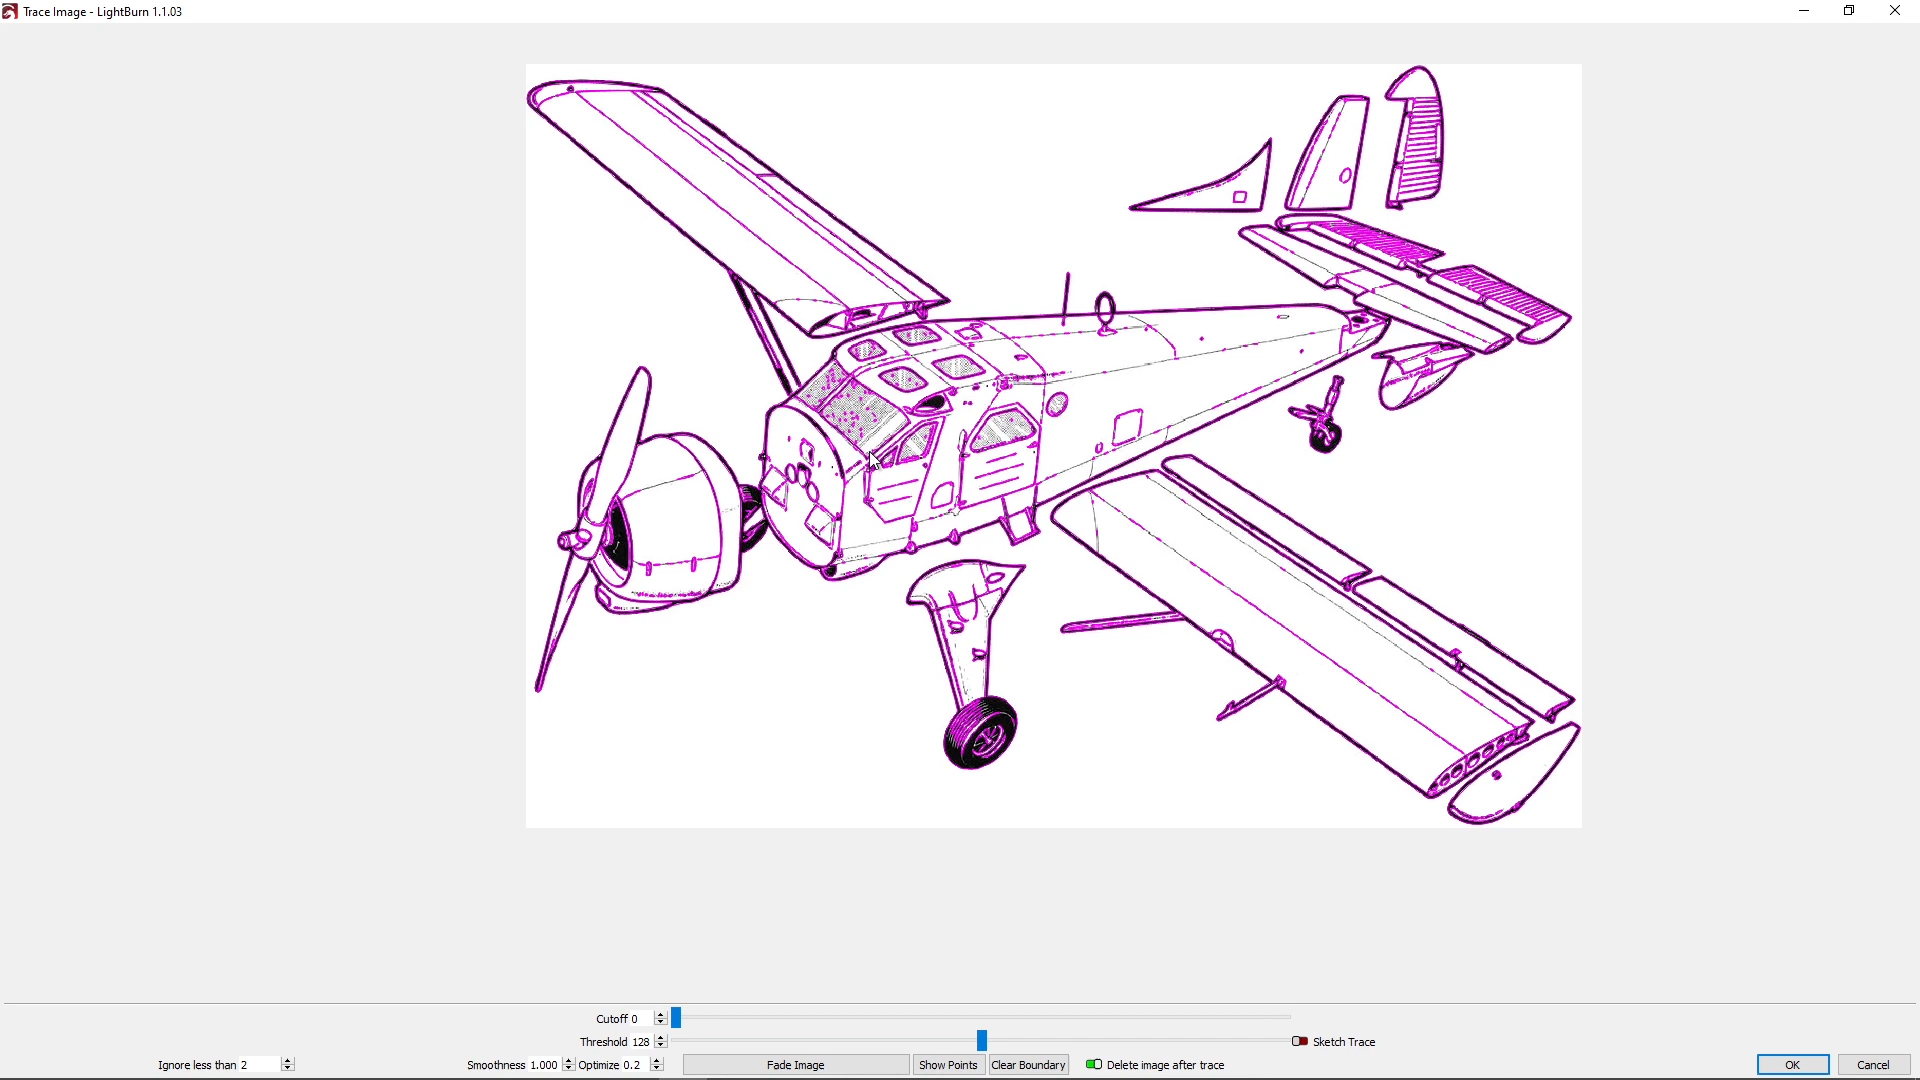 Trace Image - LightBurn 1.1.03
Cutoff 0
Threshold 128
Sketch Trace
Ignore less than 2
Smoothness 1.000
Optimize 0.2
Fade Image
Show Points
Clear Boundary
Delete image after trace
OK
Cancel